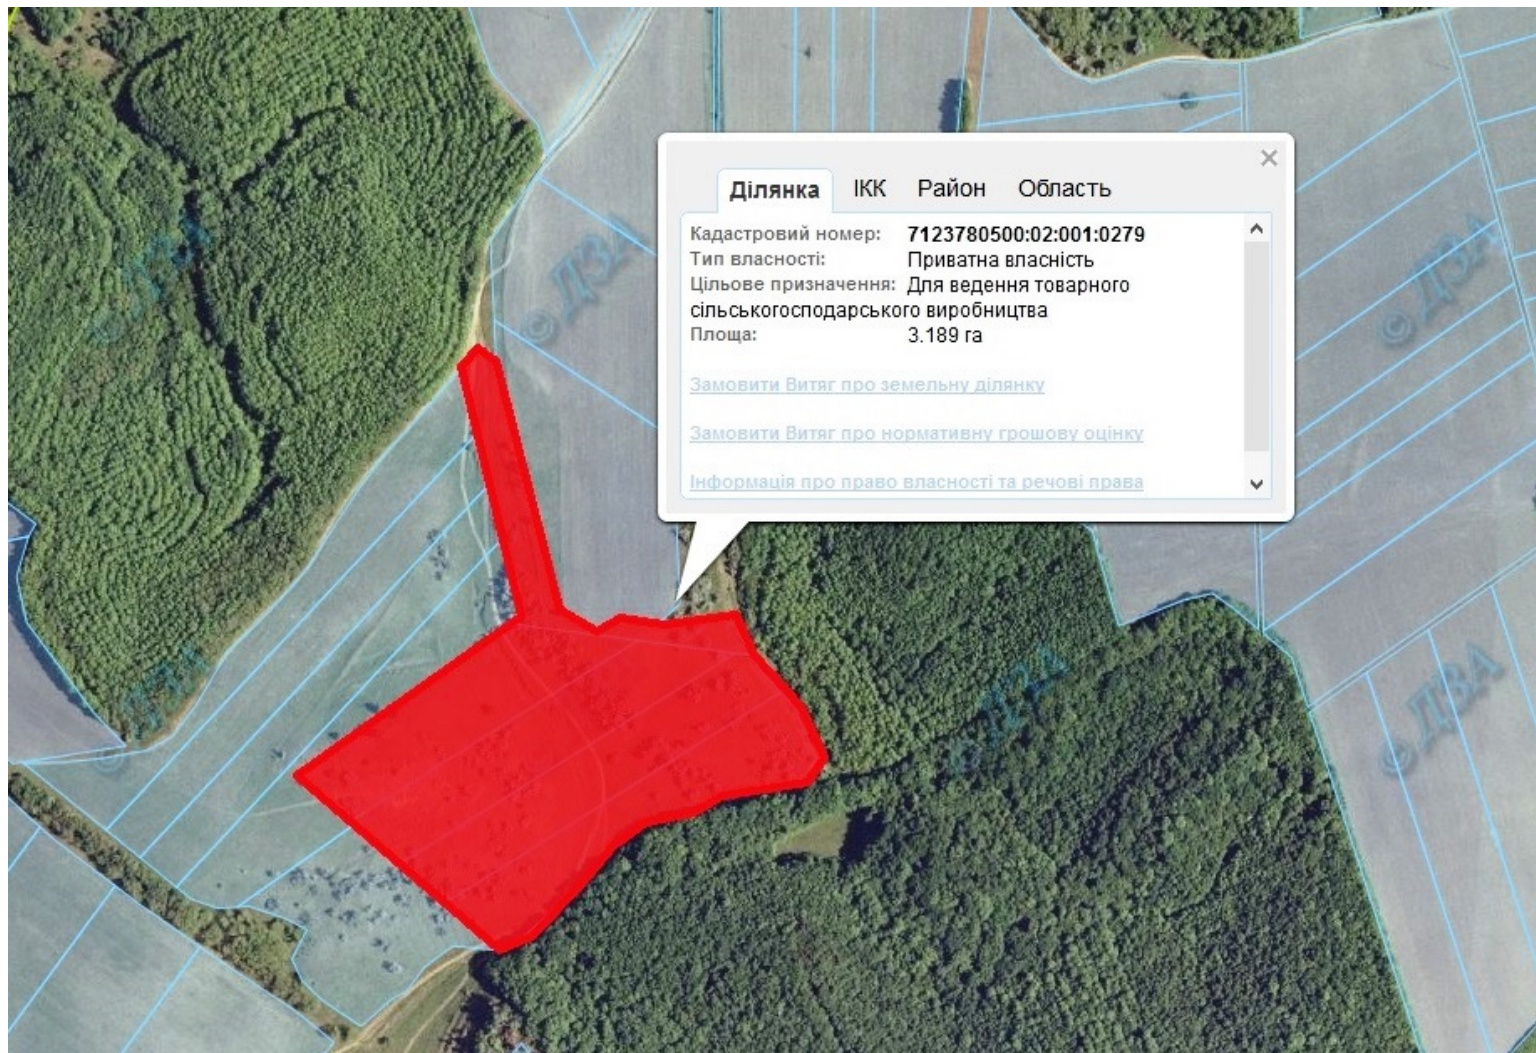 Ділянка ІКК Район Область
Кадастровий номер: 7123780500:02:001:0279
Тип власності: Приватна власність
Цільове призначення: Для ведення товарного
сільськогосподарського виробництва
Площа: 3.189 га
Замовити Витяг про земельну ділянку
Замовити Витяг про нормативну грошову оцінку
Інформація про право власності та речові права
© ДЗА
© ДЗА
© ДЗА
© ДЗА
© ДЗА
© ДЗА